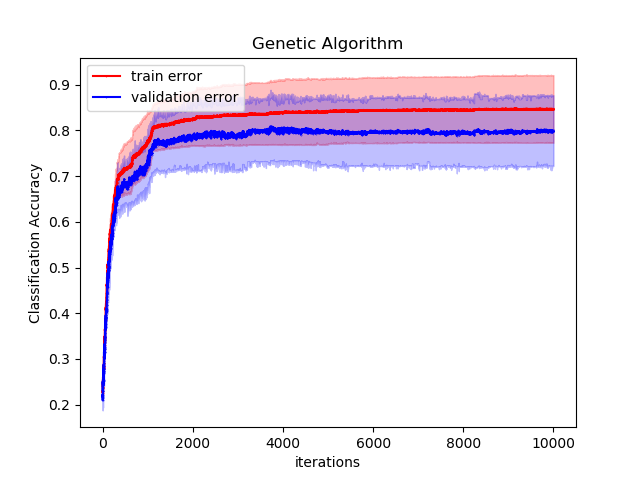 Genetic Algorithm
train error
validation error
Classification Accuracy
0.9
0.8
0.7
0.6
0.5
0.4
0.3
0.2
0 2000 4000 6000 8000 10000
iterations